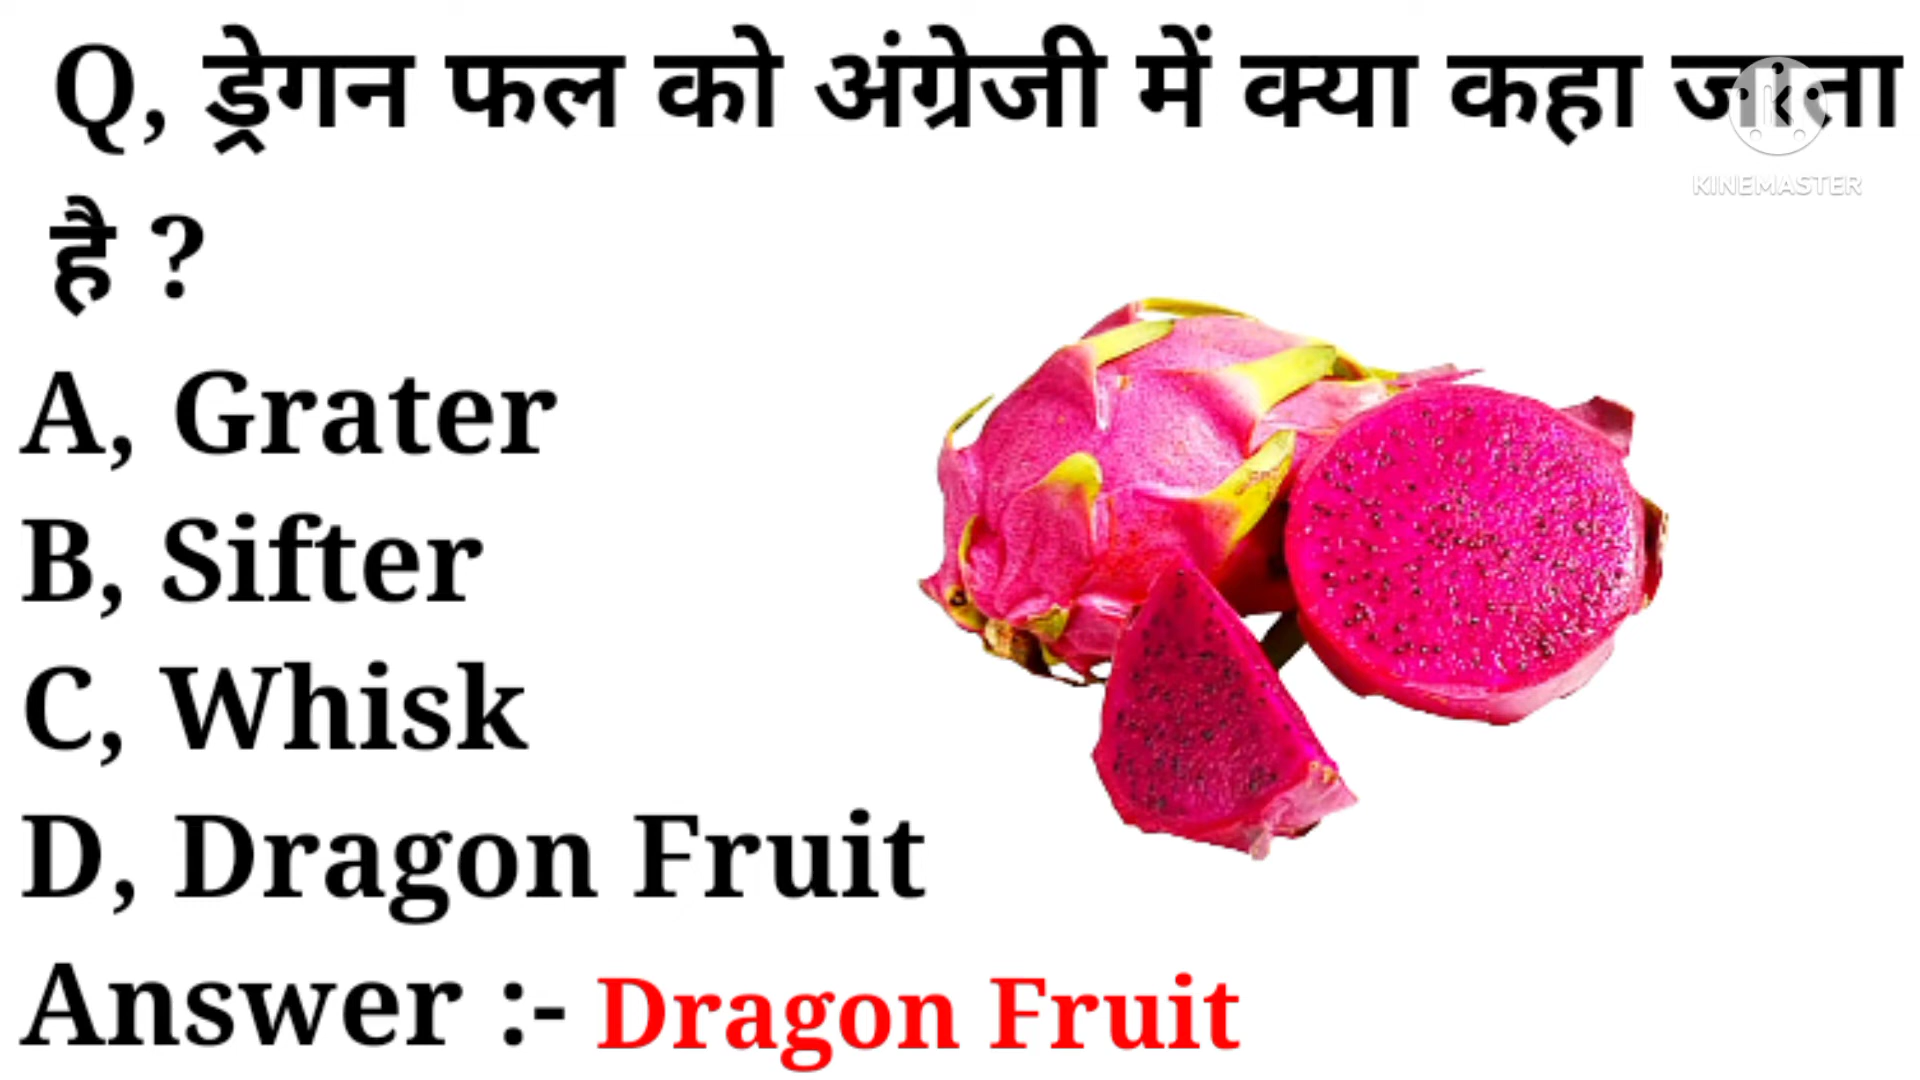 Q, ड्रेगन फल को अंग्रेजी में क्या कहा जाता
है ?
KINEMASTER
A, Grater
B, Sifter
C, Whisk
D, Dragon Fruit
Answer :- Dragon Fruit